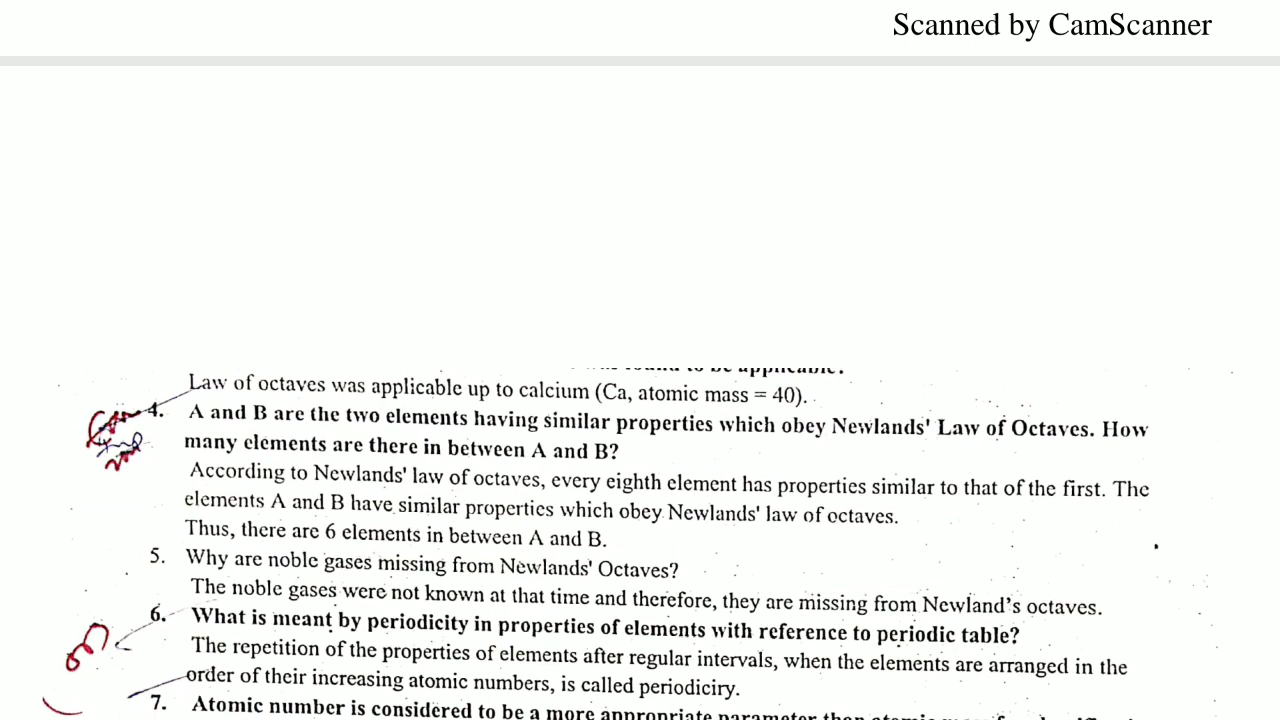 Scanned by CamScanner
to be applicable.
Law of octaves was applicable up to calcium (Ca, atomic mass = 40).
4. A and B are the two elements having similar properties which obey Newlands' Law of Octaves. How
many elements are there in between A and B?
According to Newlands' law of octaves, every eighth element has properties similar to that of the first. The
elements A and B have similar properties which obey Newlands' law of octaves.
Thus, there are 6 elements in between A and B.
5. Why are noble gases missing from Newlands' Octaves?
The noble gases were not known at that time and therefore, they are missing from Newland's octaves.
6. What is meant by periodicity in properties of elements with reference to periodic table?
The repetition of the properties of elements after regular intervals, when the elements are arranged in the
order of their increasing atomic numbers, is called periodiciry.
7. Atomic number is considered to be a more appropriate parameter than